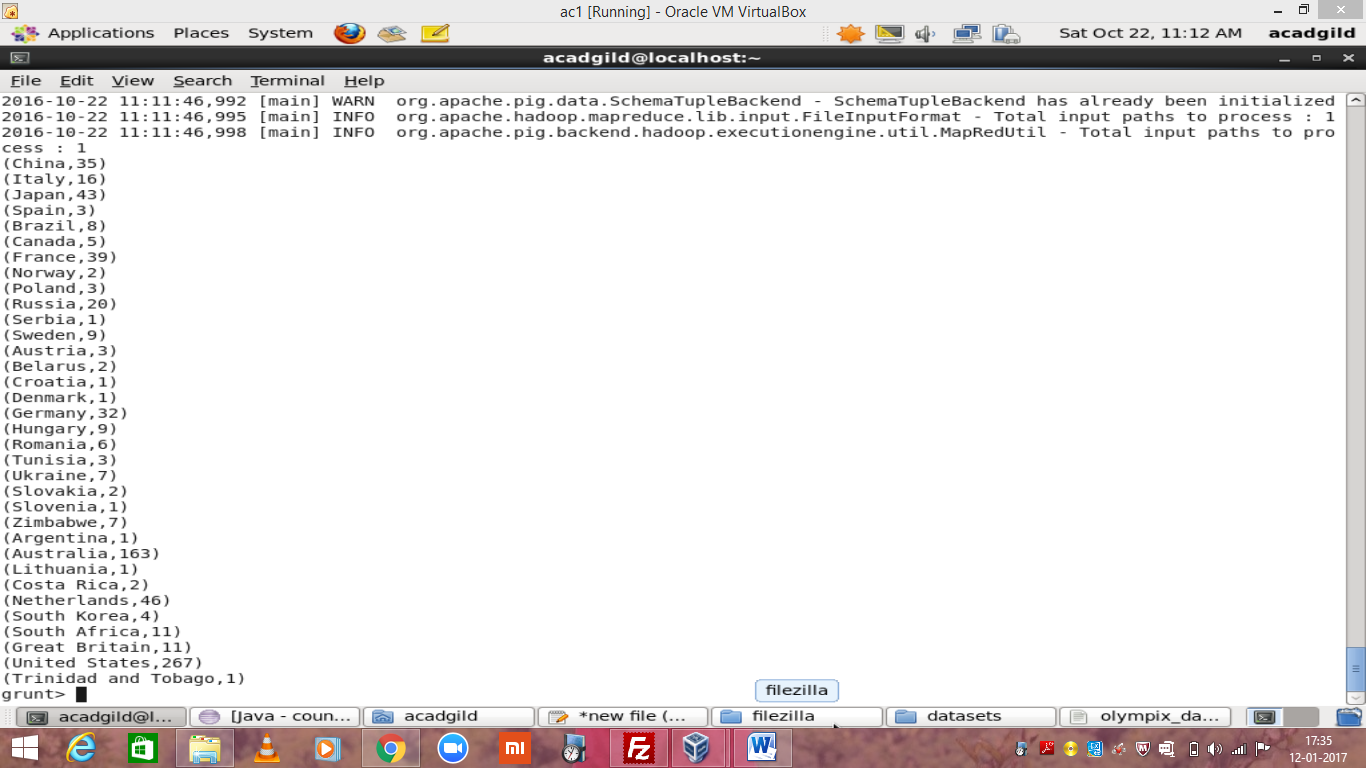 ac1 [Running] - Oracle VM VirtualBox
Applications Places System Sat Oct 22, 11:12 AM acadgild
acadgild@localhost:~
File Edit View Search Terminal Help
2016-10-22 11:11:46,992 [main] WARN  org.apache.pig.data.SchemaTupleBackend - SchemaTupleBackend has already been initialized
2016-10-22 11:11:46,995 [main] INFO  org.apache.hadoop.mapreduce.lib.input.FileInputFormat - Total input paths to process : 1
2016-10-22 11:11:46,998 [main] INFO  org.apache.pig.backend.hadoop.executionengine.util.MapRedUtil - Total input paths to pro
cess : 1
(China,35)
(Italy,16)
(Japan,43)
(Spain,3)
(Brazil,8)
(Canada,5)
(France,39)
(Norway,2)
(Poland,3)
(Russia,20)
(Serbia,1)
(Sweden,9)
(Austria,3)
(Belarus,2)
(Croatia,1)
(Denmark,1)
(Germany,32)
(Hungary,9)
(Romania,6)
(Tunisia,3)
(Ukraine,7)
(Slovakia,2)
(Slovenia,1)
(Zimbabwe,7)
(Argentina,1)
(Australia,163)
(Lithuania,1)
(Costa Rica,2)
(Netherlands,46)
(South Korea,4)
(South Africa,11)
(Great Britain,11)
(United States,267)
(Trinidad and Tobago,1)
grunt>
filezilla
acadgild@l... [Java - coun... acadgild *new file (... filezilla datasets olympix_da...
17:35
12-01-2017